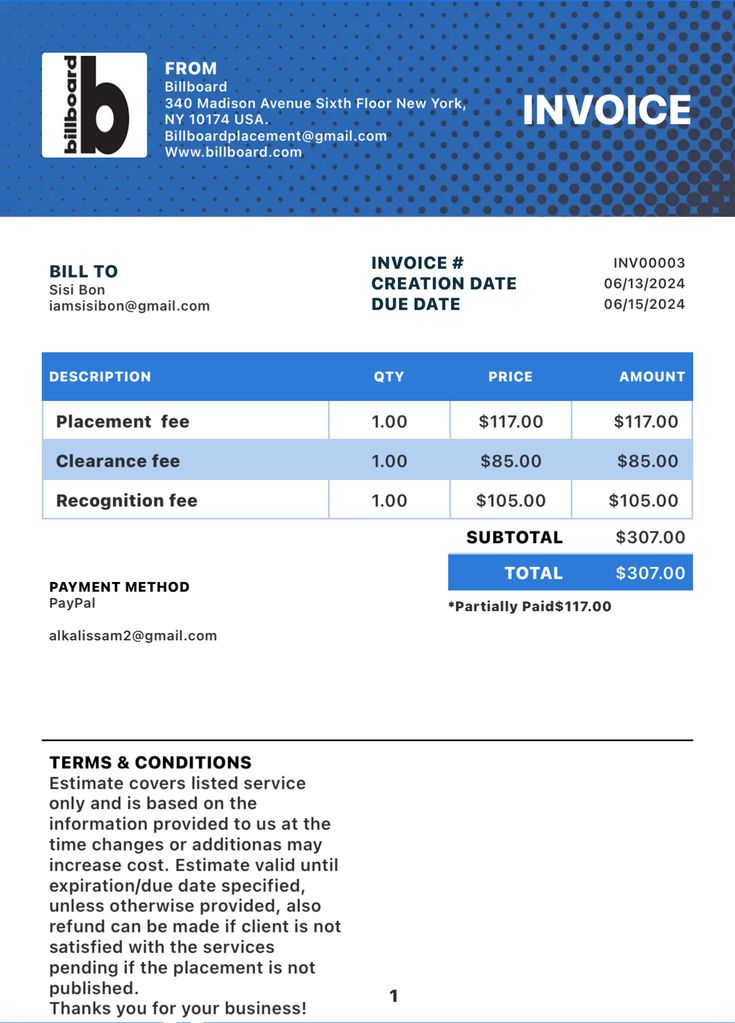 billboard
b
FROM
Billboard
340 Madison Avenue Sixth Floor New York,
NY 10174 USA.
Billboardplacement@gmail.com
Www.billboard.com
INVOICE
BILL TO
Sisi Bon
iamsisibon@gmail.com
INVOICE # INV00003
CREATION DATE 06/13/2024
DUE DATE 06/15/2024
DESCRIPTION QTY PRICE AMOUNT
Placement fee 1.00 $117.00 $117.00
Clearance fee 1.00 $85.00 $85.00
Recognition fee 1.00 $105.00 $105.00
SUBTOTAL $307.00
TOTAL $307.00
*Partially Paid$117.00
PAYMENT METHOD
PayPal
alkalissam2@gmail.com
TERMS & CONDITIONS
Estimate covers listed service
only and is based on the
information provided to us at the
time changes or additionas may
increase cost. Estimate valid until
expiration/due date specified,
unless otherwise provided, also
refund can be made if client is not
satisfied with the services
pending if the placement is not
published.
Thanks you for your business!
1